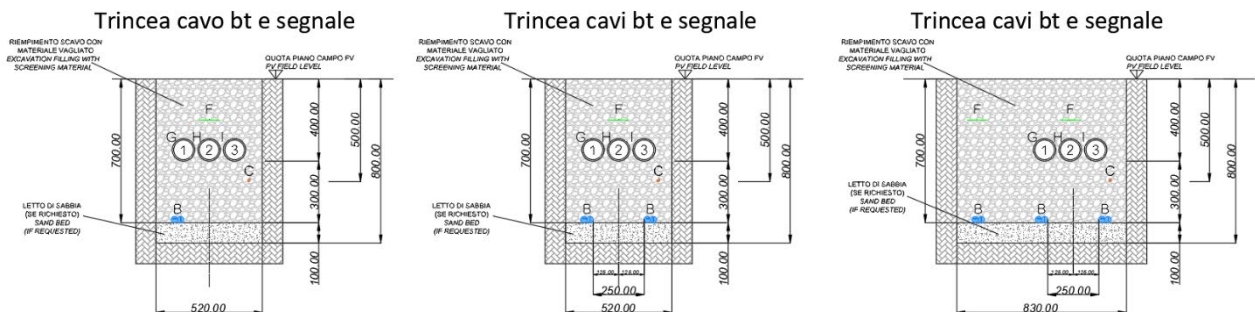 Trincea cavo bt e segnale
RIEMPIMENTO SCAVO CON
MATERIALE VAGLIATO
EXCAVATION FILLING WITH
SCREENING MATERIAL
QUOTA PIANO CAMPO FV
PV FIELD LEVEL
F
G H I
1 2 3
C
B
700.00
400.00
500.00
300.00
800.00
100.00
LETTO DI SABBIA
(SE RICHIESTO)
SAND BED
(IF REQUESTED)
520.00
Trincea cavi bt e segnale
RIEMPIMENTO SCAVO CON
MATERIALE VAGLIATO
EXCAVATION FILLING WITH
SCREENING MATERIAL
QUOTA PIANO CAMPO FV
PV FIELD LEVEL
F
G H I
1 2 3
C
B B
700.00
400.00
500.00
300.00
800.00
100.00
LETTO DI SABBIA
(SE RICHIESTO)
SAND BED
(IF REQUESTED)
125.00 125.00
250.00
520.00
Trincea cavi bt e segnale
RIEMPIMENTO SCAVO CON
MATERIALE VAGLIATO
EXCAVATION FILLING WITH
SCREENING MATERIAL
QUOTA PIANO CAMPO FV
PV FIELD LEVEL
F F
G H I
1 2 3
C
B B B
700.00
400.00
500.00
300.00
800.00
100.00
LETTO DI SABBIA
(SE RICHIESTO)
SAND BED
(IF REQUESTED)
125.00 125.00
250.00
830.00